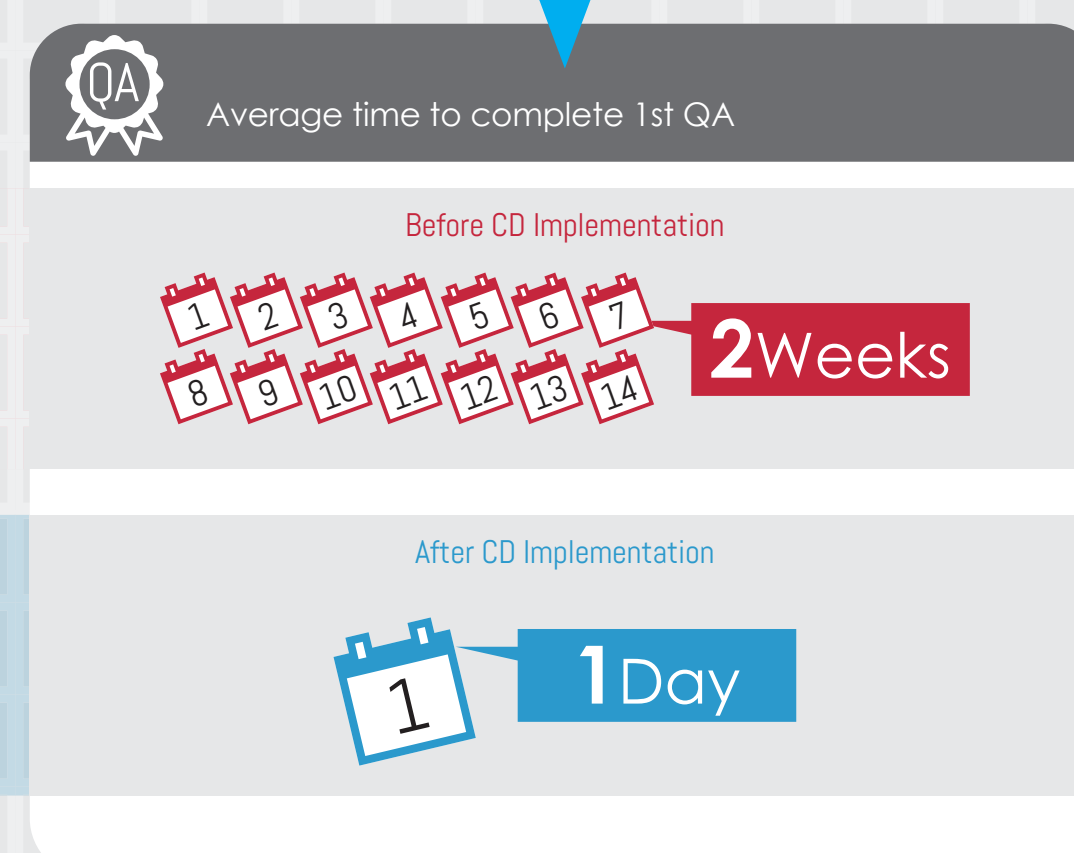 QA
Average time to complete 1st QA
Before CD Implementation
1 2 3 4 5 6 7
8 9 10 11 12 13 14
2Weeks
After CD Implementation
1
1Day